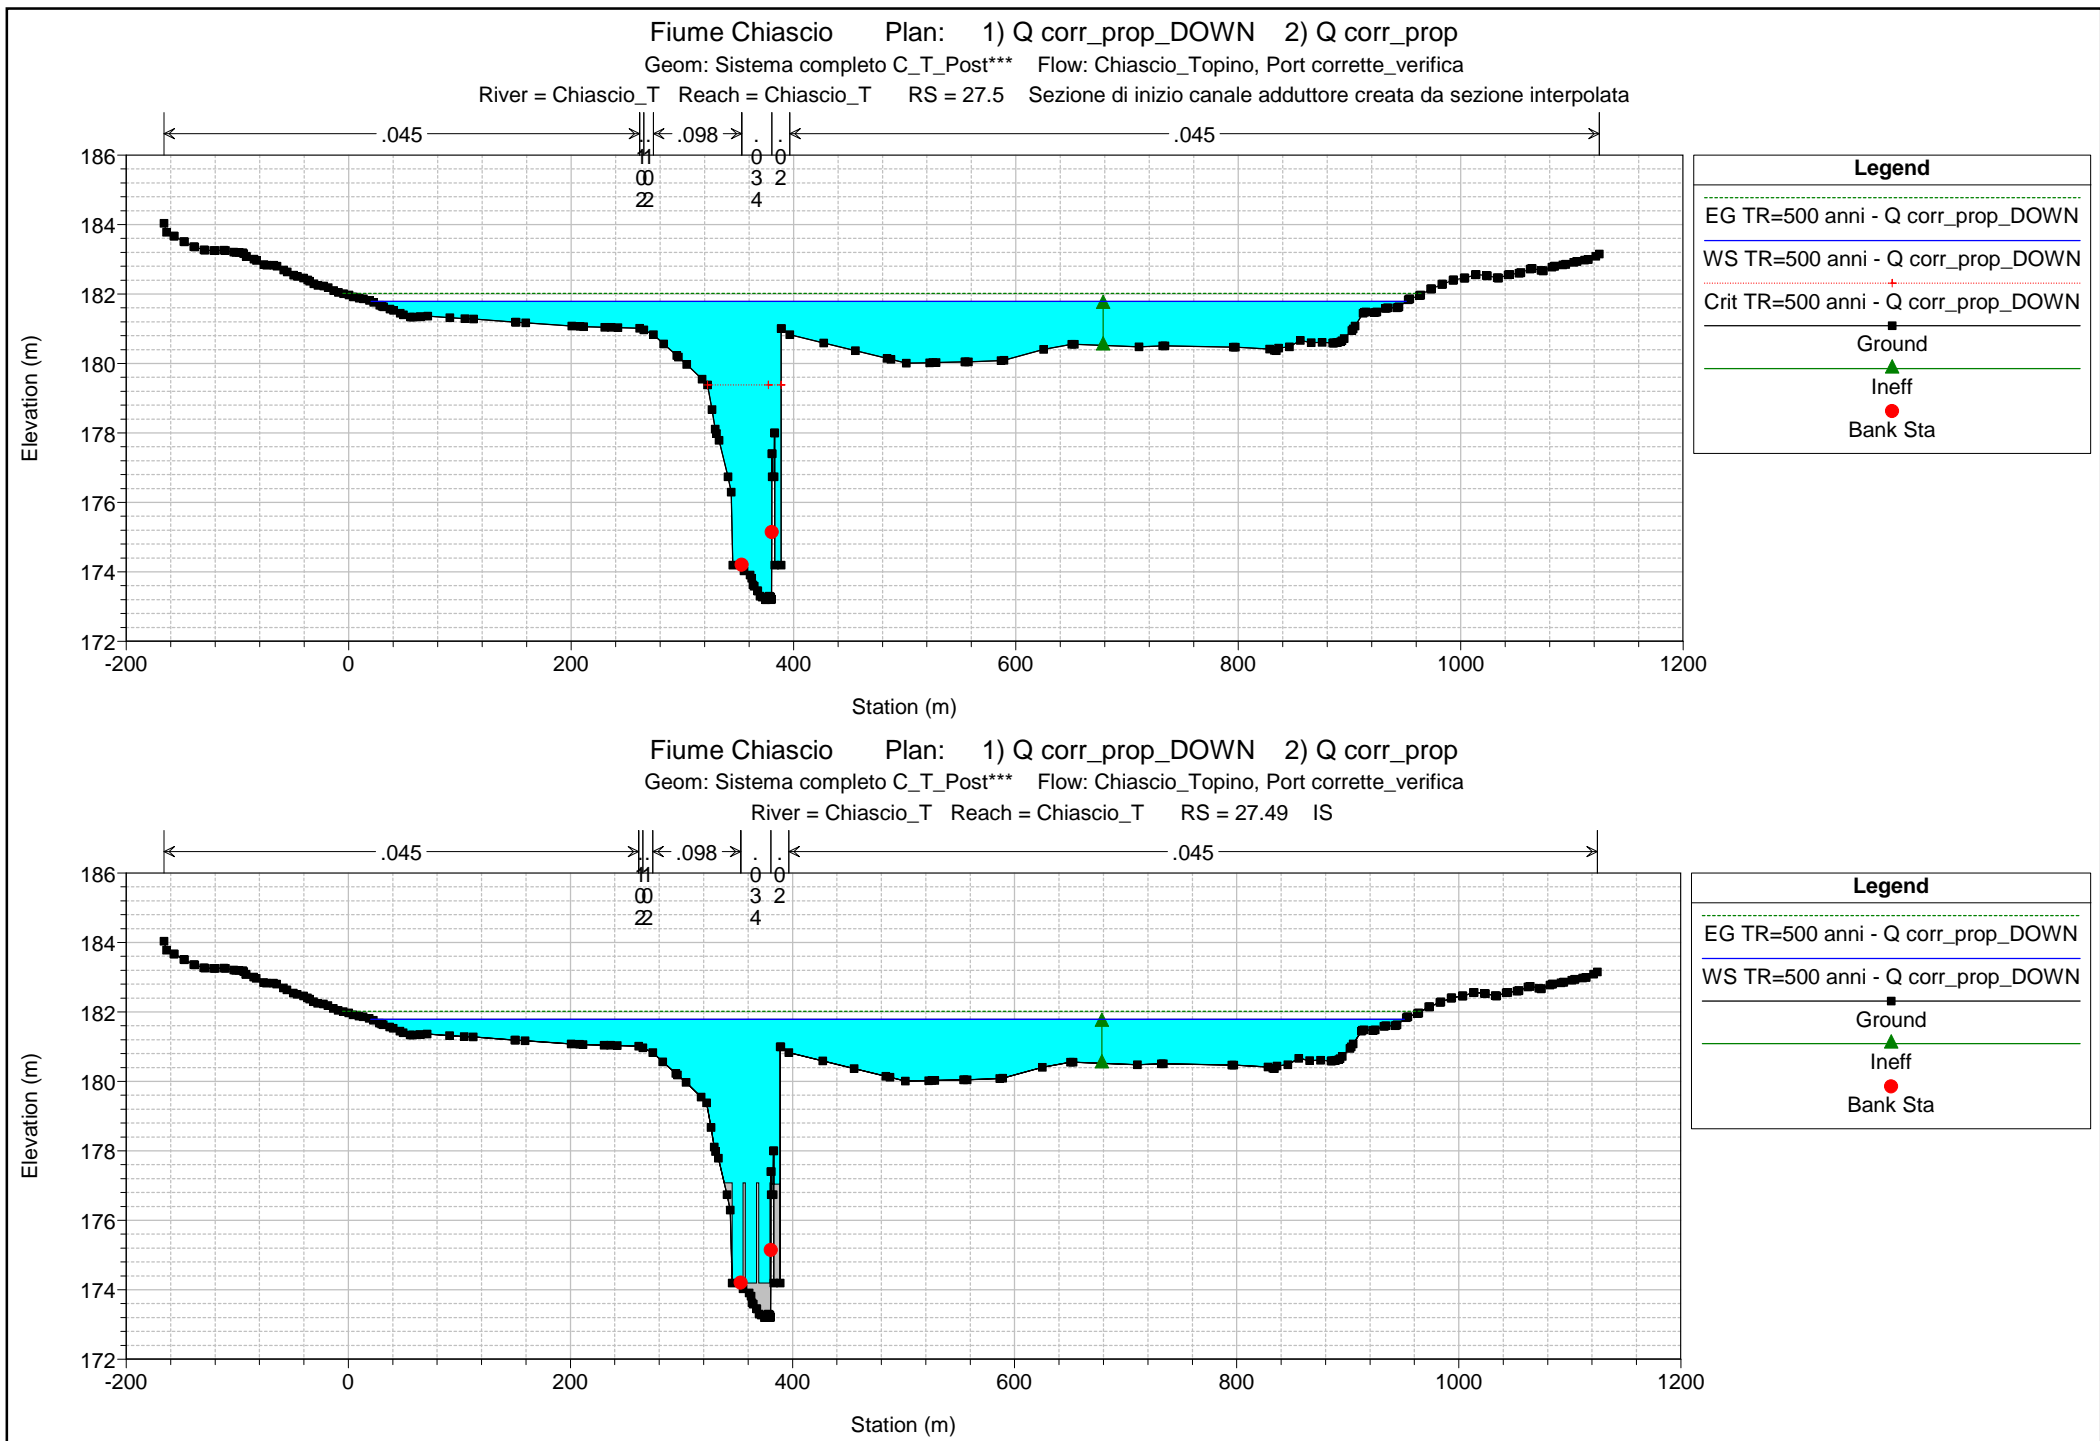 Fiume Chiascio Plan: 1) Q corr_prop_DOWN 2) Q corr_prop
Geom: Sistema completo C_T_Post*** Flow: Chiascio_Topino, Port corrette_verifica
River = Chiascio_T Reach = Chiascio_T RS = 27.5 Sezione di inizio canale adduttore creata da sezione interpolata
.045 .098 .034 .02 .045
186
184
182
180
178
176
174
172
Elevation (m)
-200 0 200 400 600 800 1000 1200
Station (m)
Legend
EG TR=500 anni - Q corr_prop_DOWN
WS TR=500 anni - Q corr_prop_DOWN
Crit TR=500 anni - Q corr_prop_DOWN
Ground
Ineff
Bank Sta
Fiume Chiascio Plan: 1) Q corr_prop_DOWN 2) Q corr_prop
Geom: Sistema completo C_T_Post*** Flow: Chiascio_Topino, Port corrette_verifica
River = Chiascio_T Reach = Chiascio_T RS = 27.49 IS
.045 .098 .034 .02 .045
186
184
182
180
178
176
174
172
Elevation (m)
-200 0 200 400 600 800 1000 1200
Station (m)
Legend
EG TR=500 anni - Q corr_prop_DOWN
WS TR=500 anni - Q corr_prop_DOWN
Ground
Ineff
Bank Sta